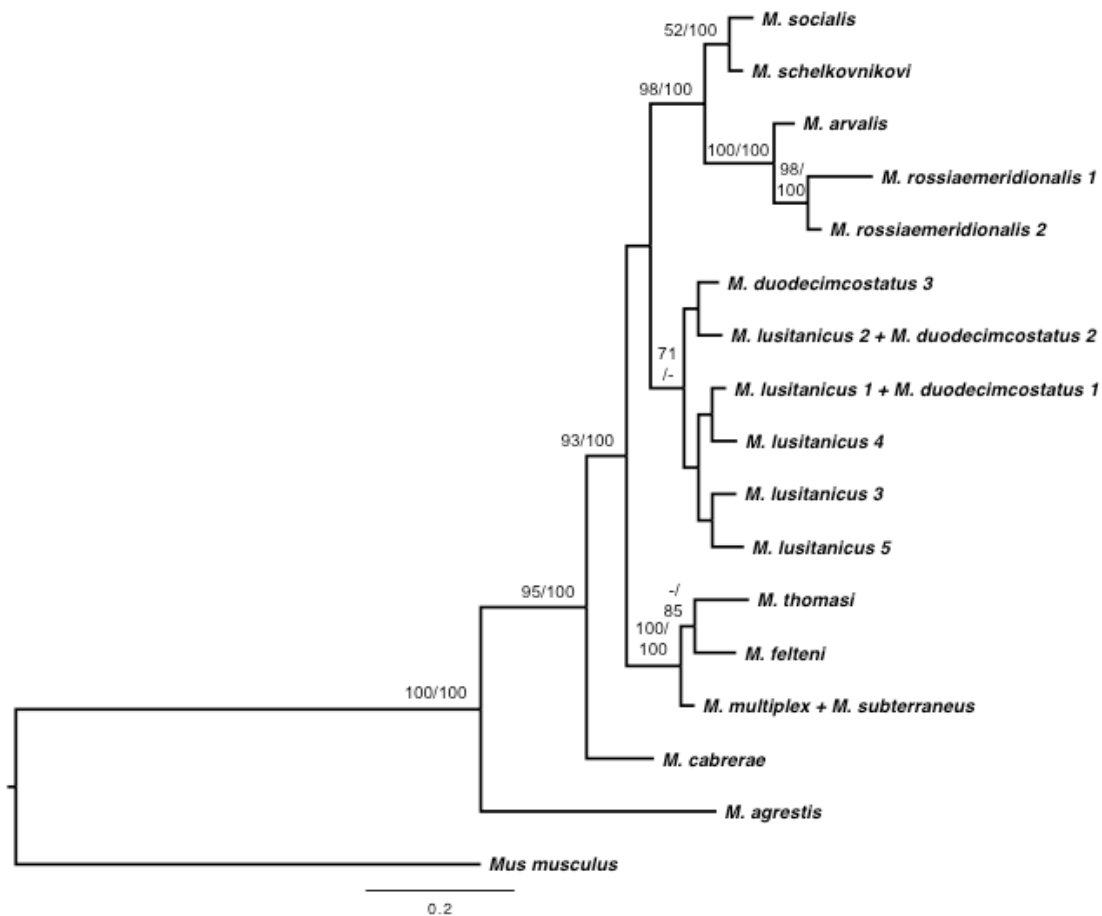 52/100
M. socialis
M. schelkovnikovi
98/100
M. arvalis
100/100
98/
100
M. rossiaemeridionalis 1
M. rossiaemeridionalis 2
M. duodecimcostatus 3
M. lusitanicus 2 + M. duodecimcostatus 2
71
/-
M. lusitanicus 1 + M. duodecimcostatus 1
93/100
M. lusitanicus 4
M. lusitanicus 3
M. lusitanicus 5
95/100
-/
85
M. thomasi
100/
100
M. felteni
100/100
M. multiplex + M. subterraneus
M. cabrerae
M. agrestis
Mus musculus
0.2